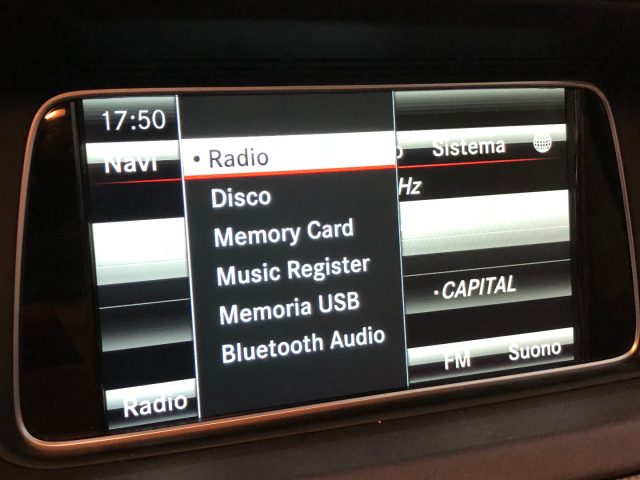 17:50
Navi
• Radio
Sistema
Hz
Disco
Memory Card
Music Register
Memoria USB
•CAPITAL
Bluetooth Audio
Radio
FM
Suono